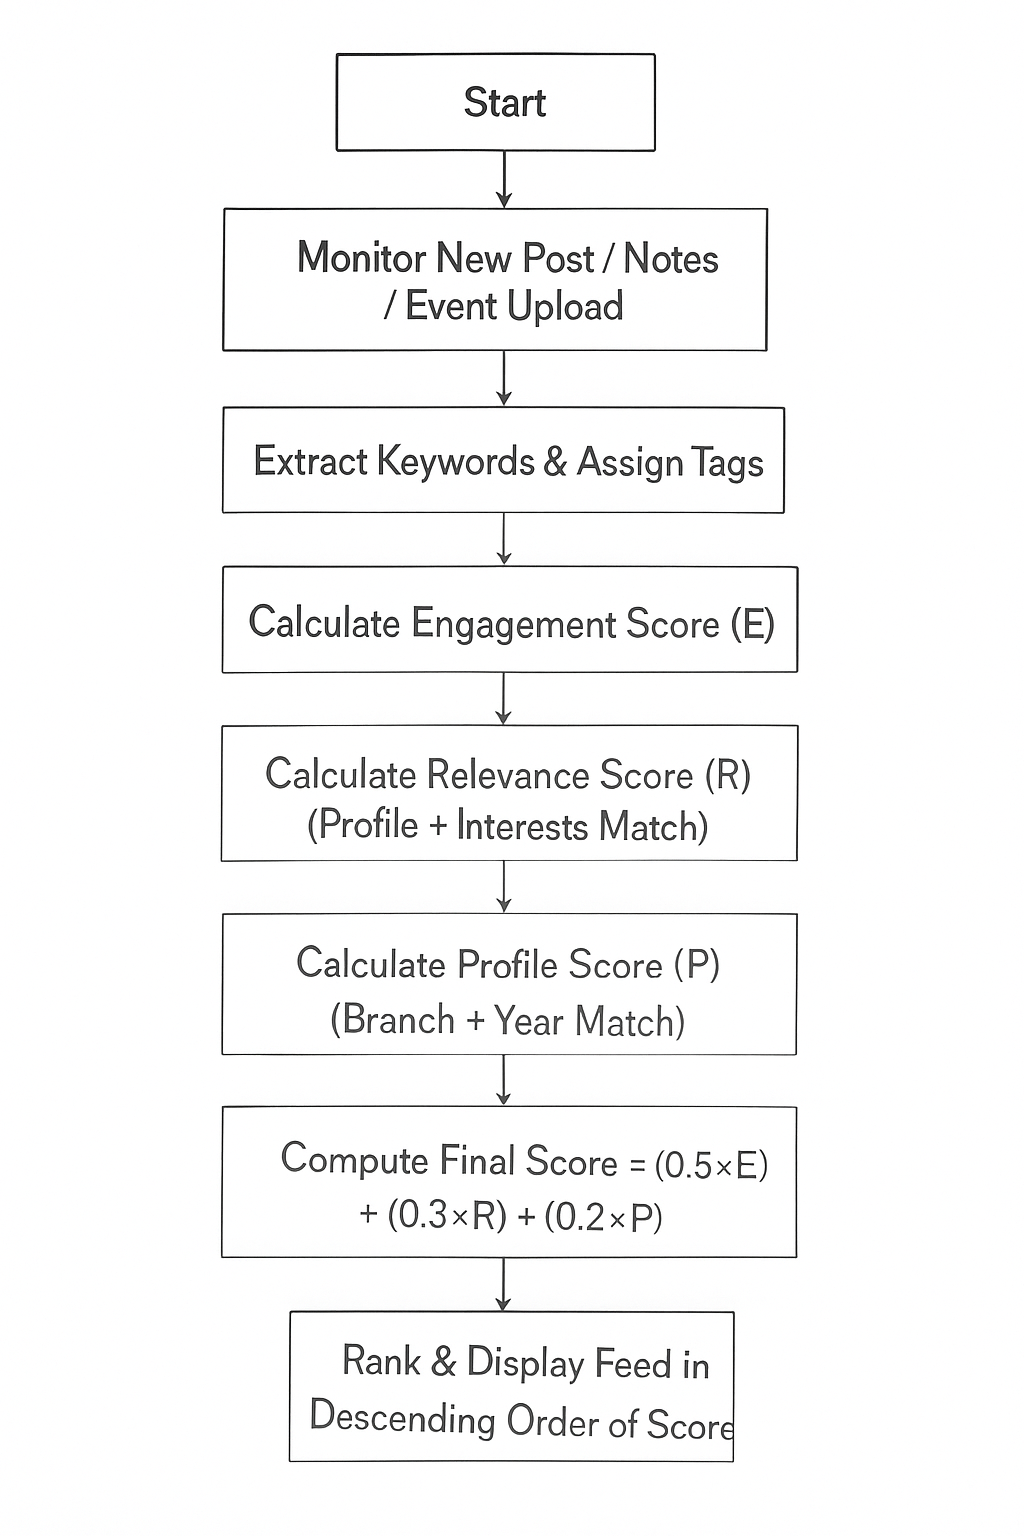 Start
Monitor New Post / Notes
/ Event Upload
Extract Keywords & Assign Tags
Calculate Engagement Score (E)
Calculate Relevance Score (R)
(Profile + Interests Match)
Calculate Profile Score (P)
(Branch + Year Match)
Compute Final Score = (0.5×E)
+ (0.3×R) + (0.2×P)
Rank & Display Feed in
Descending Order of Score